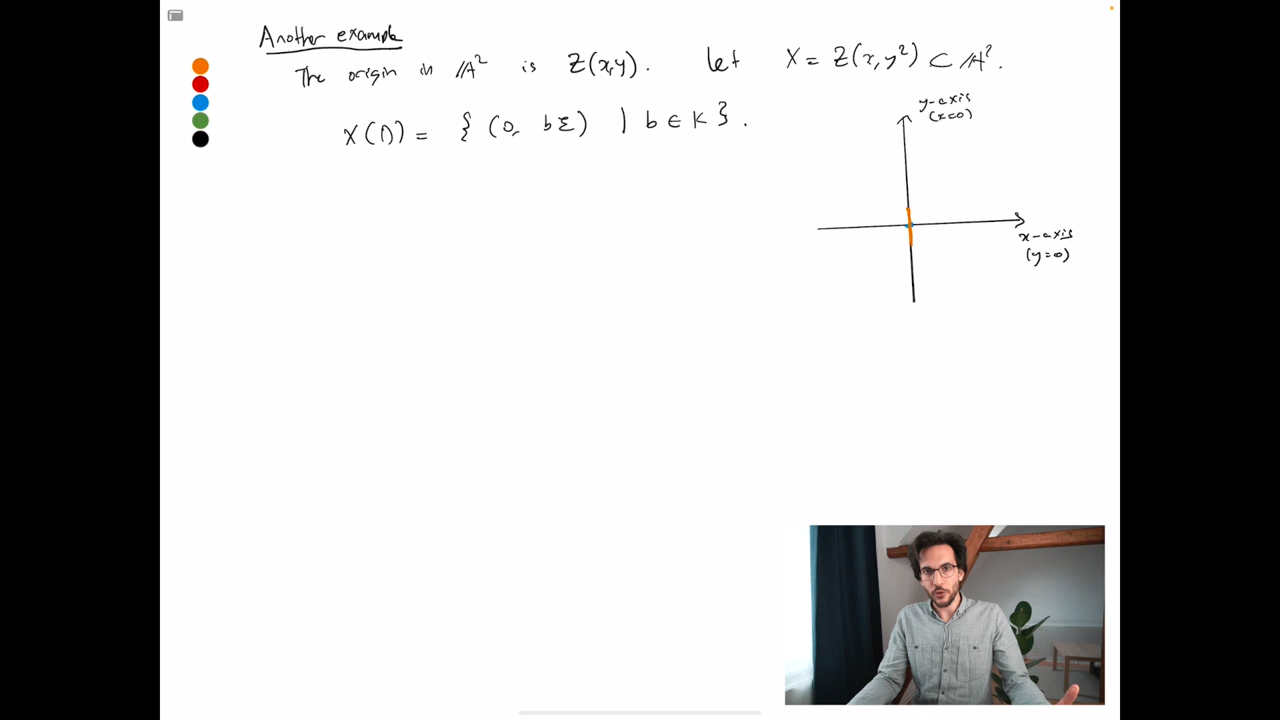 Another example
The origin in 𝔸² is Z(x,y). Let X = Z(x, y²) ⊂ 𝔸².
X(D) = { (0, bε) | b ∈ K }.
y-axis
(x=0)
x-axis
(y=0)